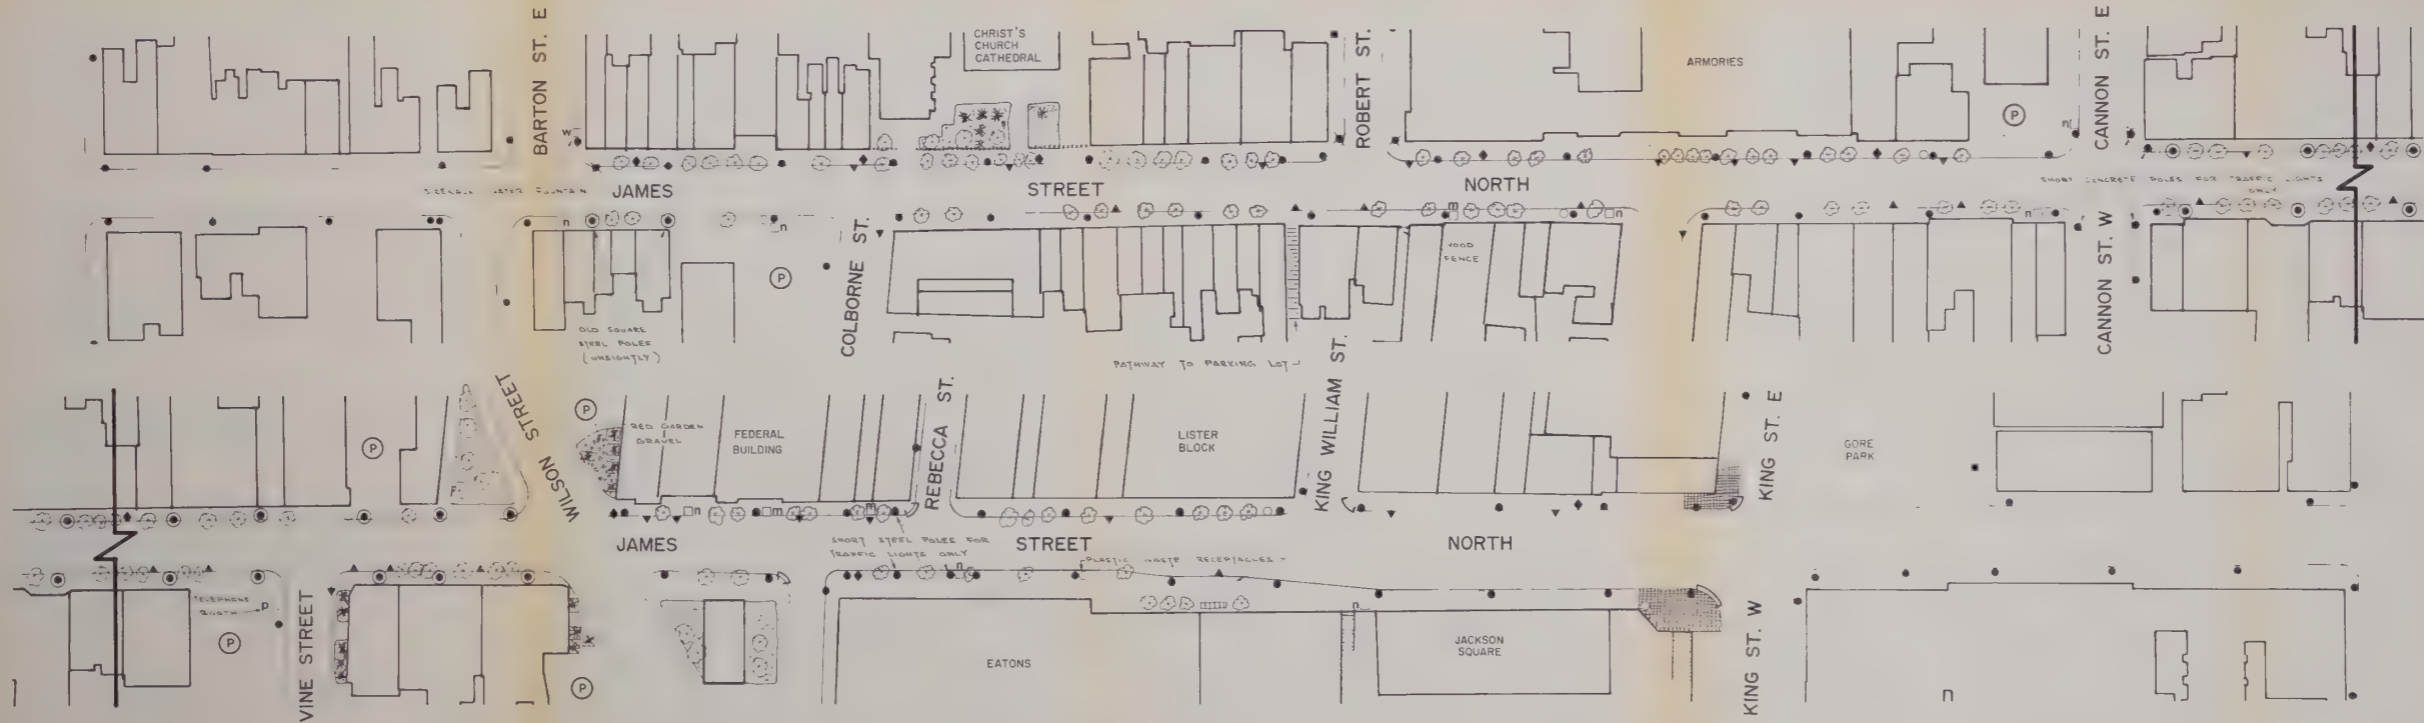 BARTON ST. E
CHRIST'S
CHURCH
CATHEDRAL
ROBERT ST.
ARMORIES
P
CANNON ST. E
w
n
JAMES
STREET
NORTH
SHORT CONCRETE POLES FOR TRAFFIC LIGHTS
ONLY
n
n
m
n
n
COLBORNE ST.
P
WOOD
FENCE
CANNON ST. W
OLD SQUARE
STEEL POLES
(UNSIGHTLY)
PATHWAY TO PARKING LOT
WILSON STREET
P
P
RED GARDEN
GRAVEL
FEDERAL
BUILDING
REBECCA ST.
LISTER
BLOCK
KING WILLIAM ST.
KING ST. E
GORE
PARK
n
m
m
JAMES
STREET
NORTH
SHORT STEEL POLES FOR
TRAFFIC LIGHTS ONLY
PLASTIC WASTE RECEPTACLES
n
TELEPHONE
BOOTH
P
P
VINE STREET
P
EATONS
JACKSON
SQUARE
KING ST. W
n